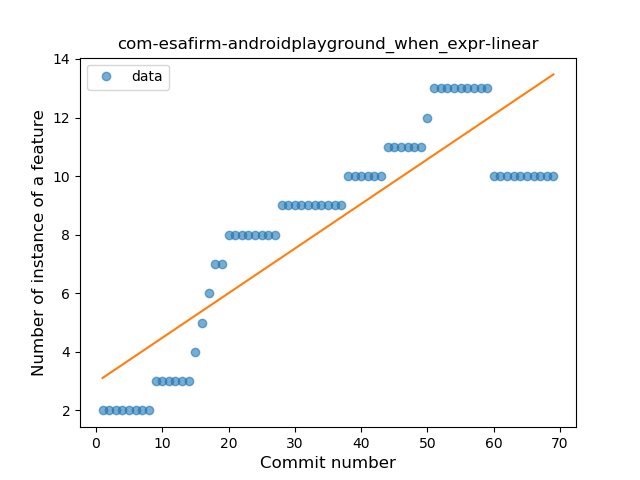 com-esafirm-androidplayground_when_expr-linear
data
Number of instance of a feature
14
12
10
8
6
4
2
0 10 20 30 40 50 60 70
Commit number